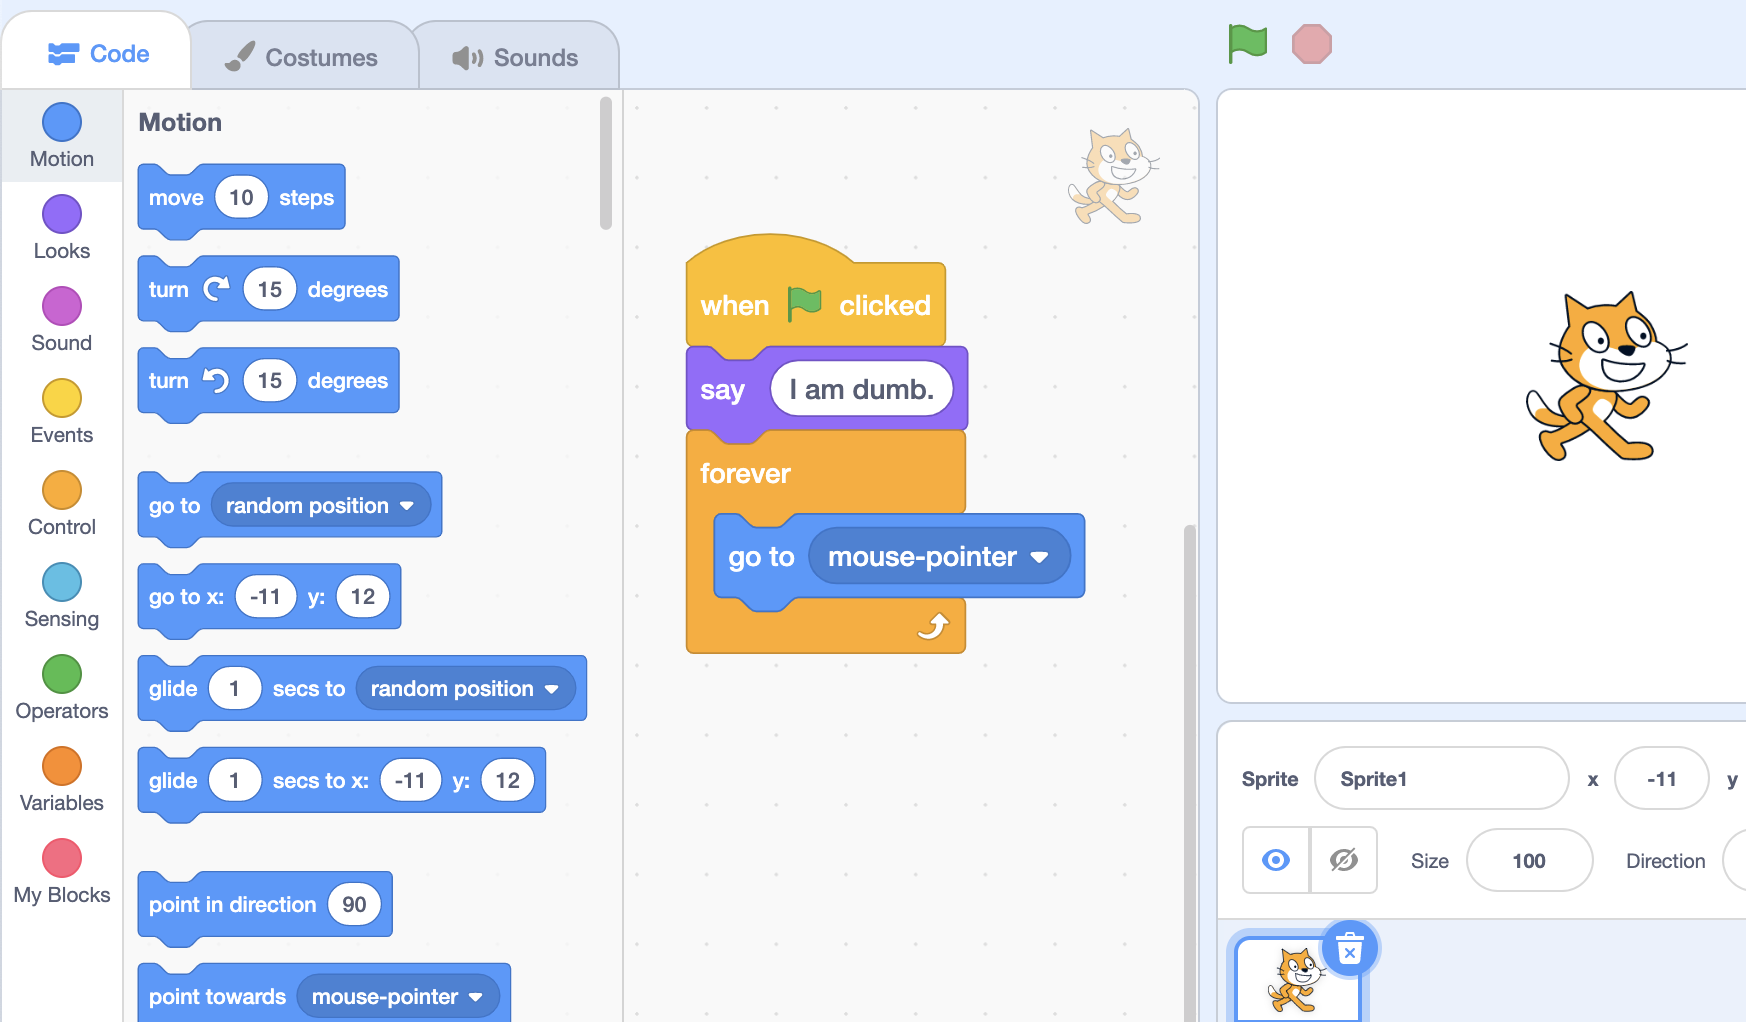 Code
Costumes
Sounds
Motion
Looks
Sound
Events
Control
Sensing
Operators
Variables
My Blocks
Motion
move 10 steps
turn 15 degrees
turn 15 degrees
go to random position
go to x: -11 y: 12
glide 1 secs to random position
glide 1 secs to x: -11 y: 12
point in direction 90
point towards mouse-pointer
when clicked
say I am dumb.
forever
go to mouse-pointer
Sprite Sprite1 x -11 y
Size 100 Direction